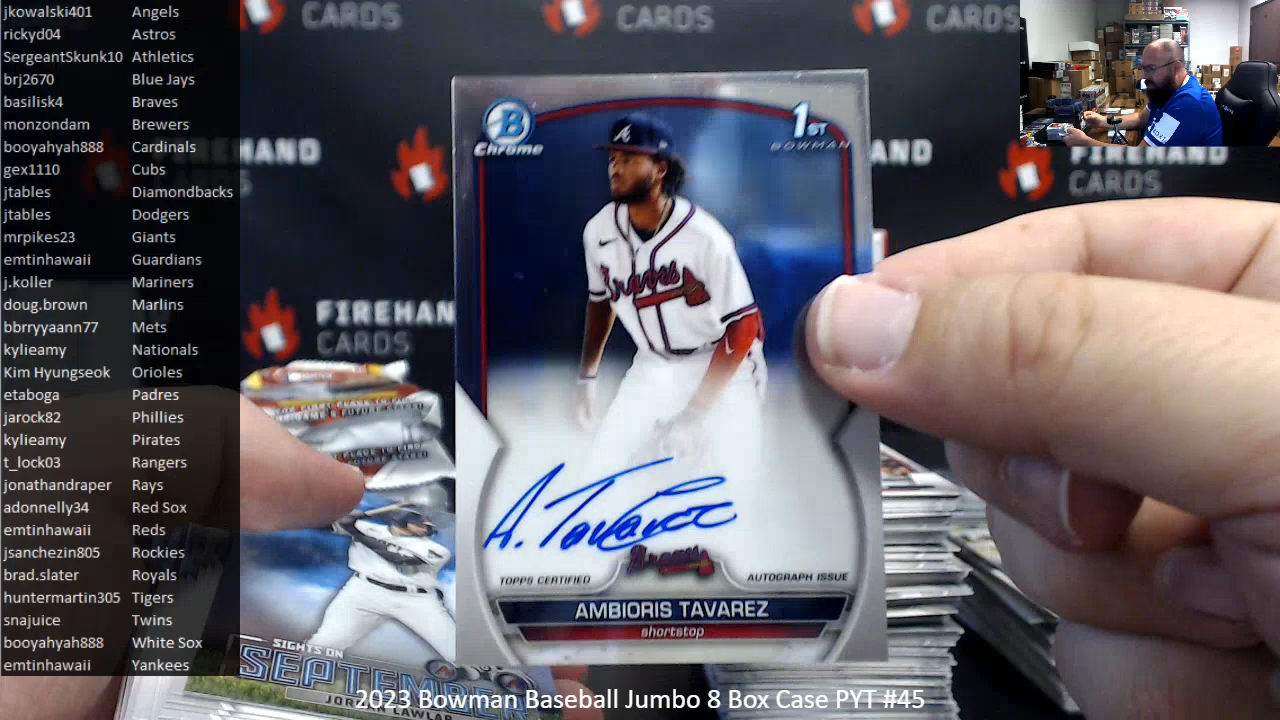 jkowalski401 Angels
rickyd04 Astros
SergeantSkunk10 Athletics
brj2670 Blue Jays
basilisk4 Braves
monzondam Brewers
booyahyah888 Cardinals
gex1110 Cubs
jtables Diamondbacks
jtables Dodgers
mrpikes23 Giants
emtinhawaii Guardians
j.koller Mariners
doug.brown Marlins
bbrryyaann77 Mets
kylieamy Nationals
Kim Hyungseok Orioles
etaboga Padres
jarock82 Phillies
kylieamy Pirates
t_lock03 Rangers
jonathandraper Rays
adonnelly34 Red Sox
emtinhawaii Reds
jsanchezin805 Rockies
brad.slater Royals
huntermartin305 Tigers
snajuice Twins
booyahyah888 White Sox
emtinhawaii Yankees
CARDS
CARDS
CARDS
FIREHAND
CARDS
B
Chrome
1ST
BOWMAN
Braves
A. Tavarez
Braves
TOPPS CERTIFIED
AUTOGRAPH ISSUE
AMBIORIS TAVAREZ
shortstop
SIGHTS ON
SEPTEMBER
2023 Bowman Baseball Jumbo 8 Box Case PYT #45